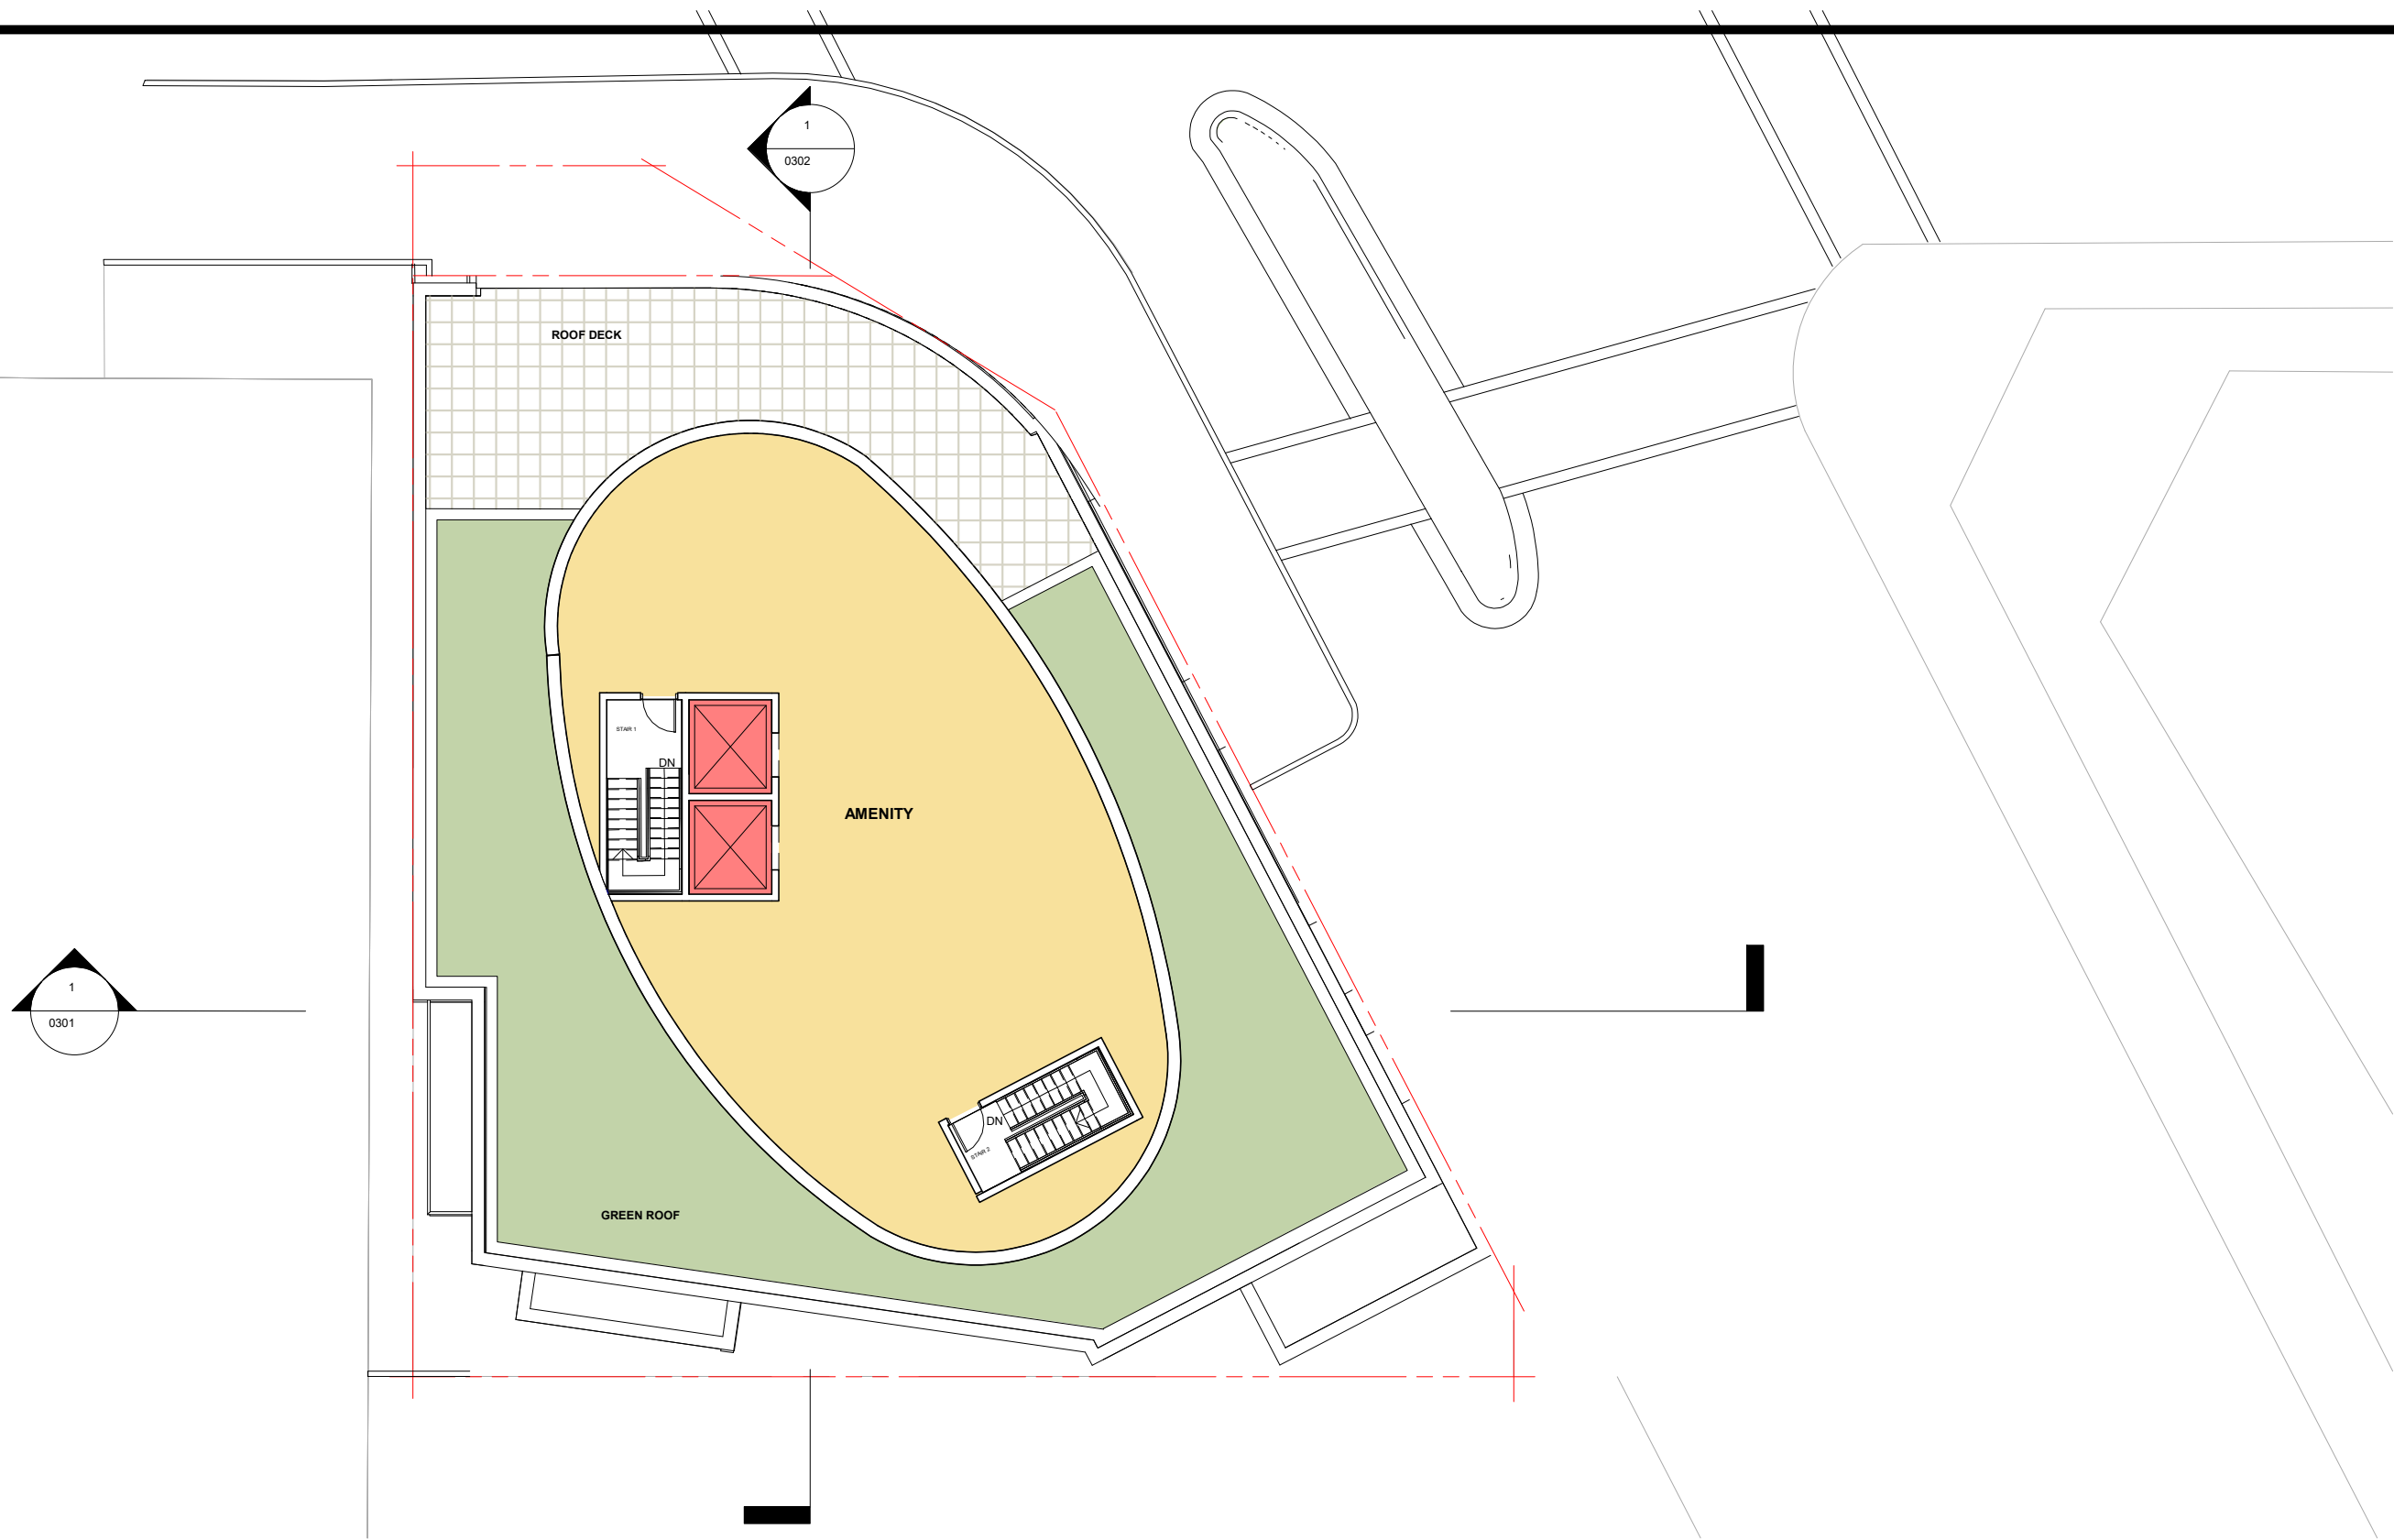 1
0302
ROOF DECK
STAIR 1
DN
AMENITY
1
0301
DN
STAIR 2
GREEN ROOF